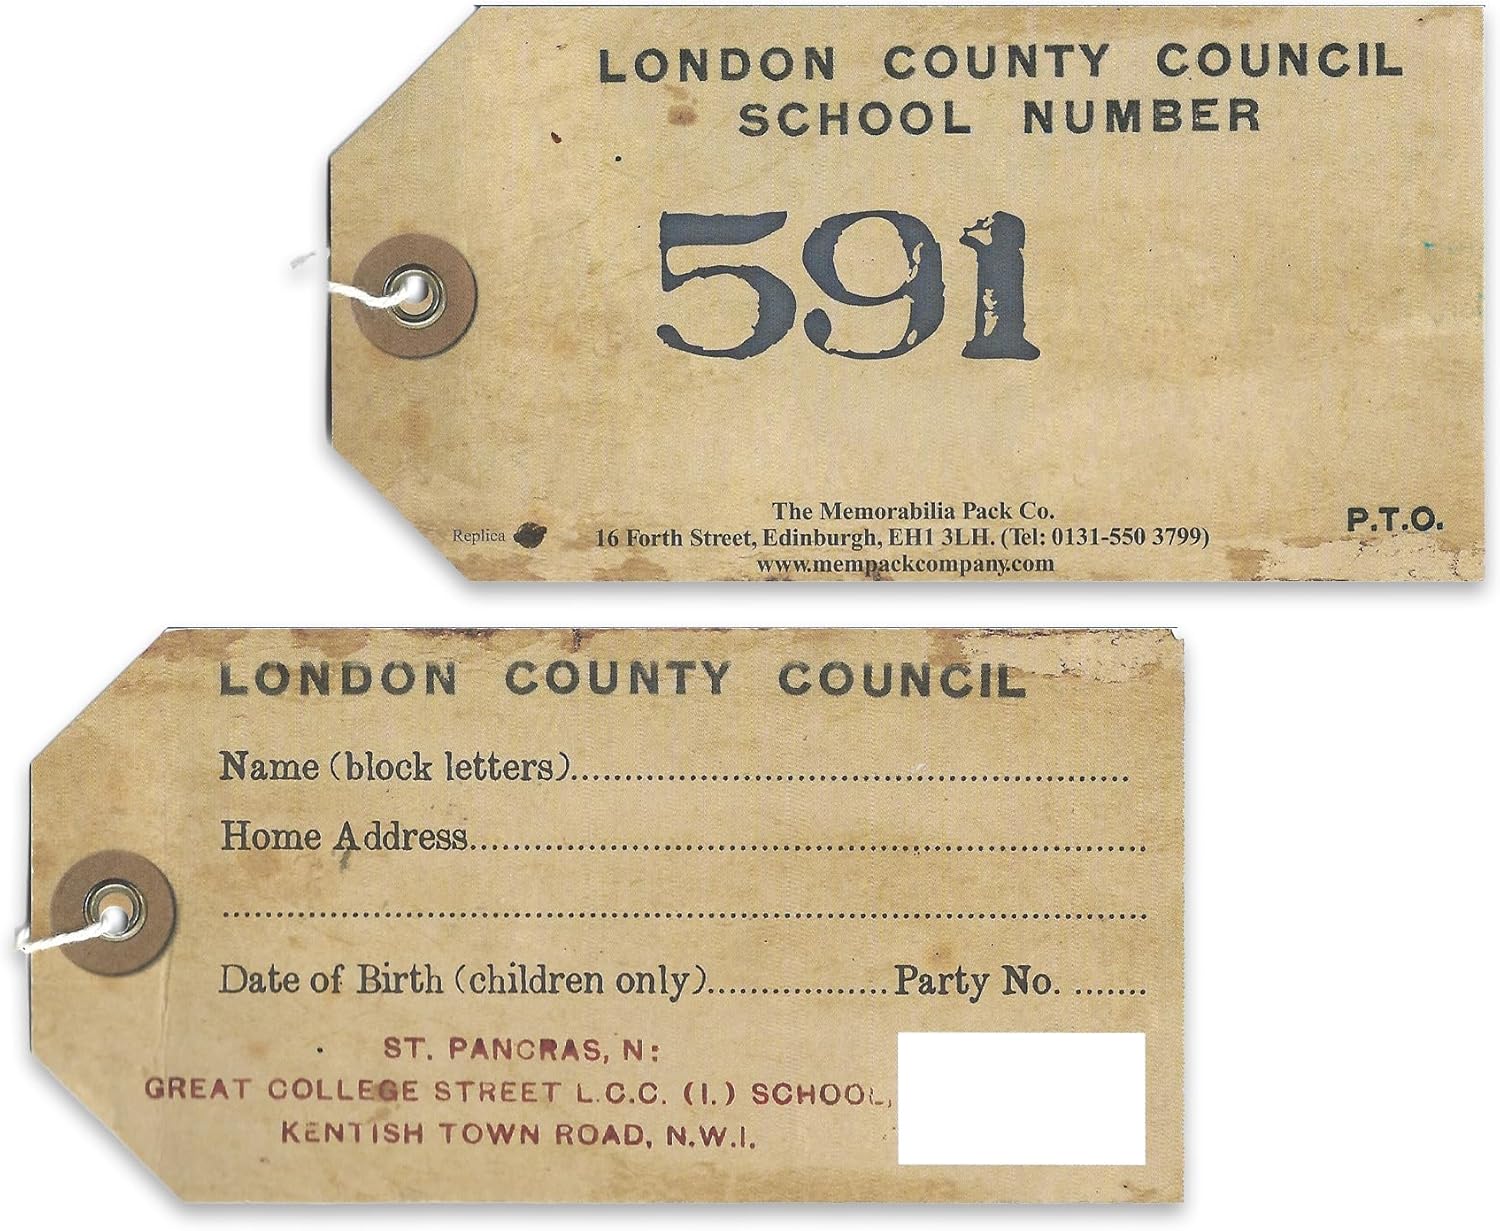 LONDON COUNTY COUNCIL
SCHOOL NUMBER
591
The Memorabilia Pack Co.
Replica 16 Forth Street, Edinburgh, EH1 3LH. (Tel: 0131-550 3799)
www.mempackcompany.com
P.T.O.
LONDON COUNTY COUNCIL
Name (block letters)....................
Home Address....................
....................
Date of Birth (children only)................. Party No. .......
ST. PANCRAS, N:
GREAT COLLEGE STREET L.C.C. (I.) SCHOOL,
KENTISH TOWN ROAD, N.W.I.